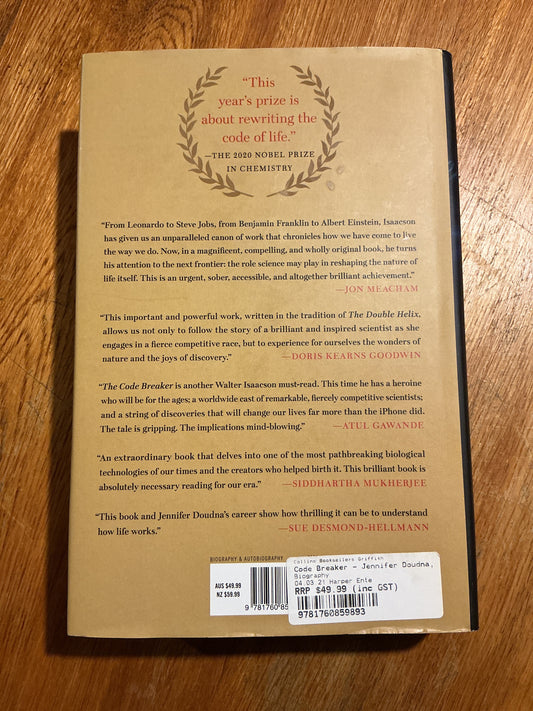 “This
year’s prize is
about rewriting the
code of life.”
—THE 2020 NOBEL PRIZE
IN CHEMISTRY
“From Leonardo to Steve Jobs, from Benjamin Franklin to Albert Einstein, Isaacson
has given us an unparalleled canon of work that chronicles how we have come to live
the way we do. Now, in a magnificent, compelling, and wholly original book, he turns
his attention to the next frontier: the role science may play in reshaping the nature of
life itself. This is an urgent, sober, accessible, and altogether brilliant achievement.”
—JON MEACHAM
“This important and powerful work, written in the tradition of The Double Helix,
allows us not only to follow the story of a brilliant and inspired scientist as she
engages in a fierce competitive race, but to experience for ourselves the wonders of
nature and the joys of discovery.” —DORIS KEARNS GOODWIN
“The Code Breaker is another Walter Isaacson must-read. This time he has a heroine
who will be for the ages; a worldwide cast of remarkable, fiercely competitive scientists;
and a string of discoveries that will change our lives far more than the iPhone did.
The tale is gripping. The implications mind-blowing.” —ATUL GAWANDE
“An extraordinary book that delves into one of the most pathbreaking biological
technologies of our times and the creators who helped birth it. This brilliant book is
absolutely necessary reading for our era.” —SIDDHARTHA MUKHERJEE
“This book and Jennifer Doudna’s career show how thrilling it can be to understand
how life works.” —SUE DESMOND-HELLMANN
BIOGRAPHY & AUTOBIOGRAPHY
AUS $49.99
NZ $59.99
9 781760 85
Collins Booksellers Griffith
Code Breaker - Jennifer Doudna,
Biography
04.03.21 Harper Ente
RRP $49.99 (inc GST)
9781760859893